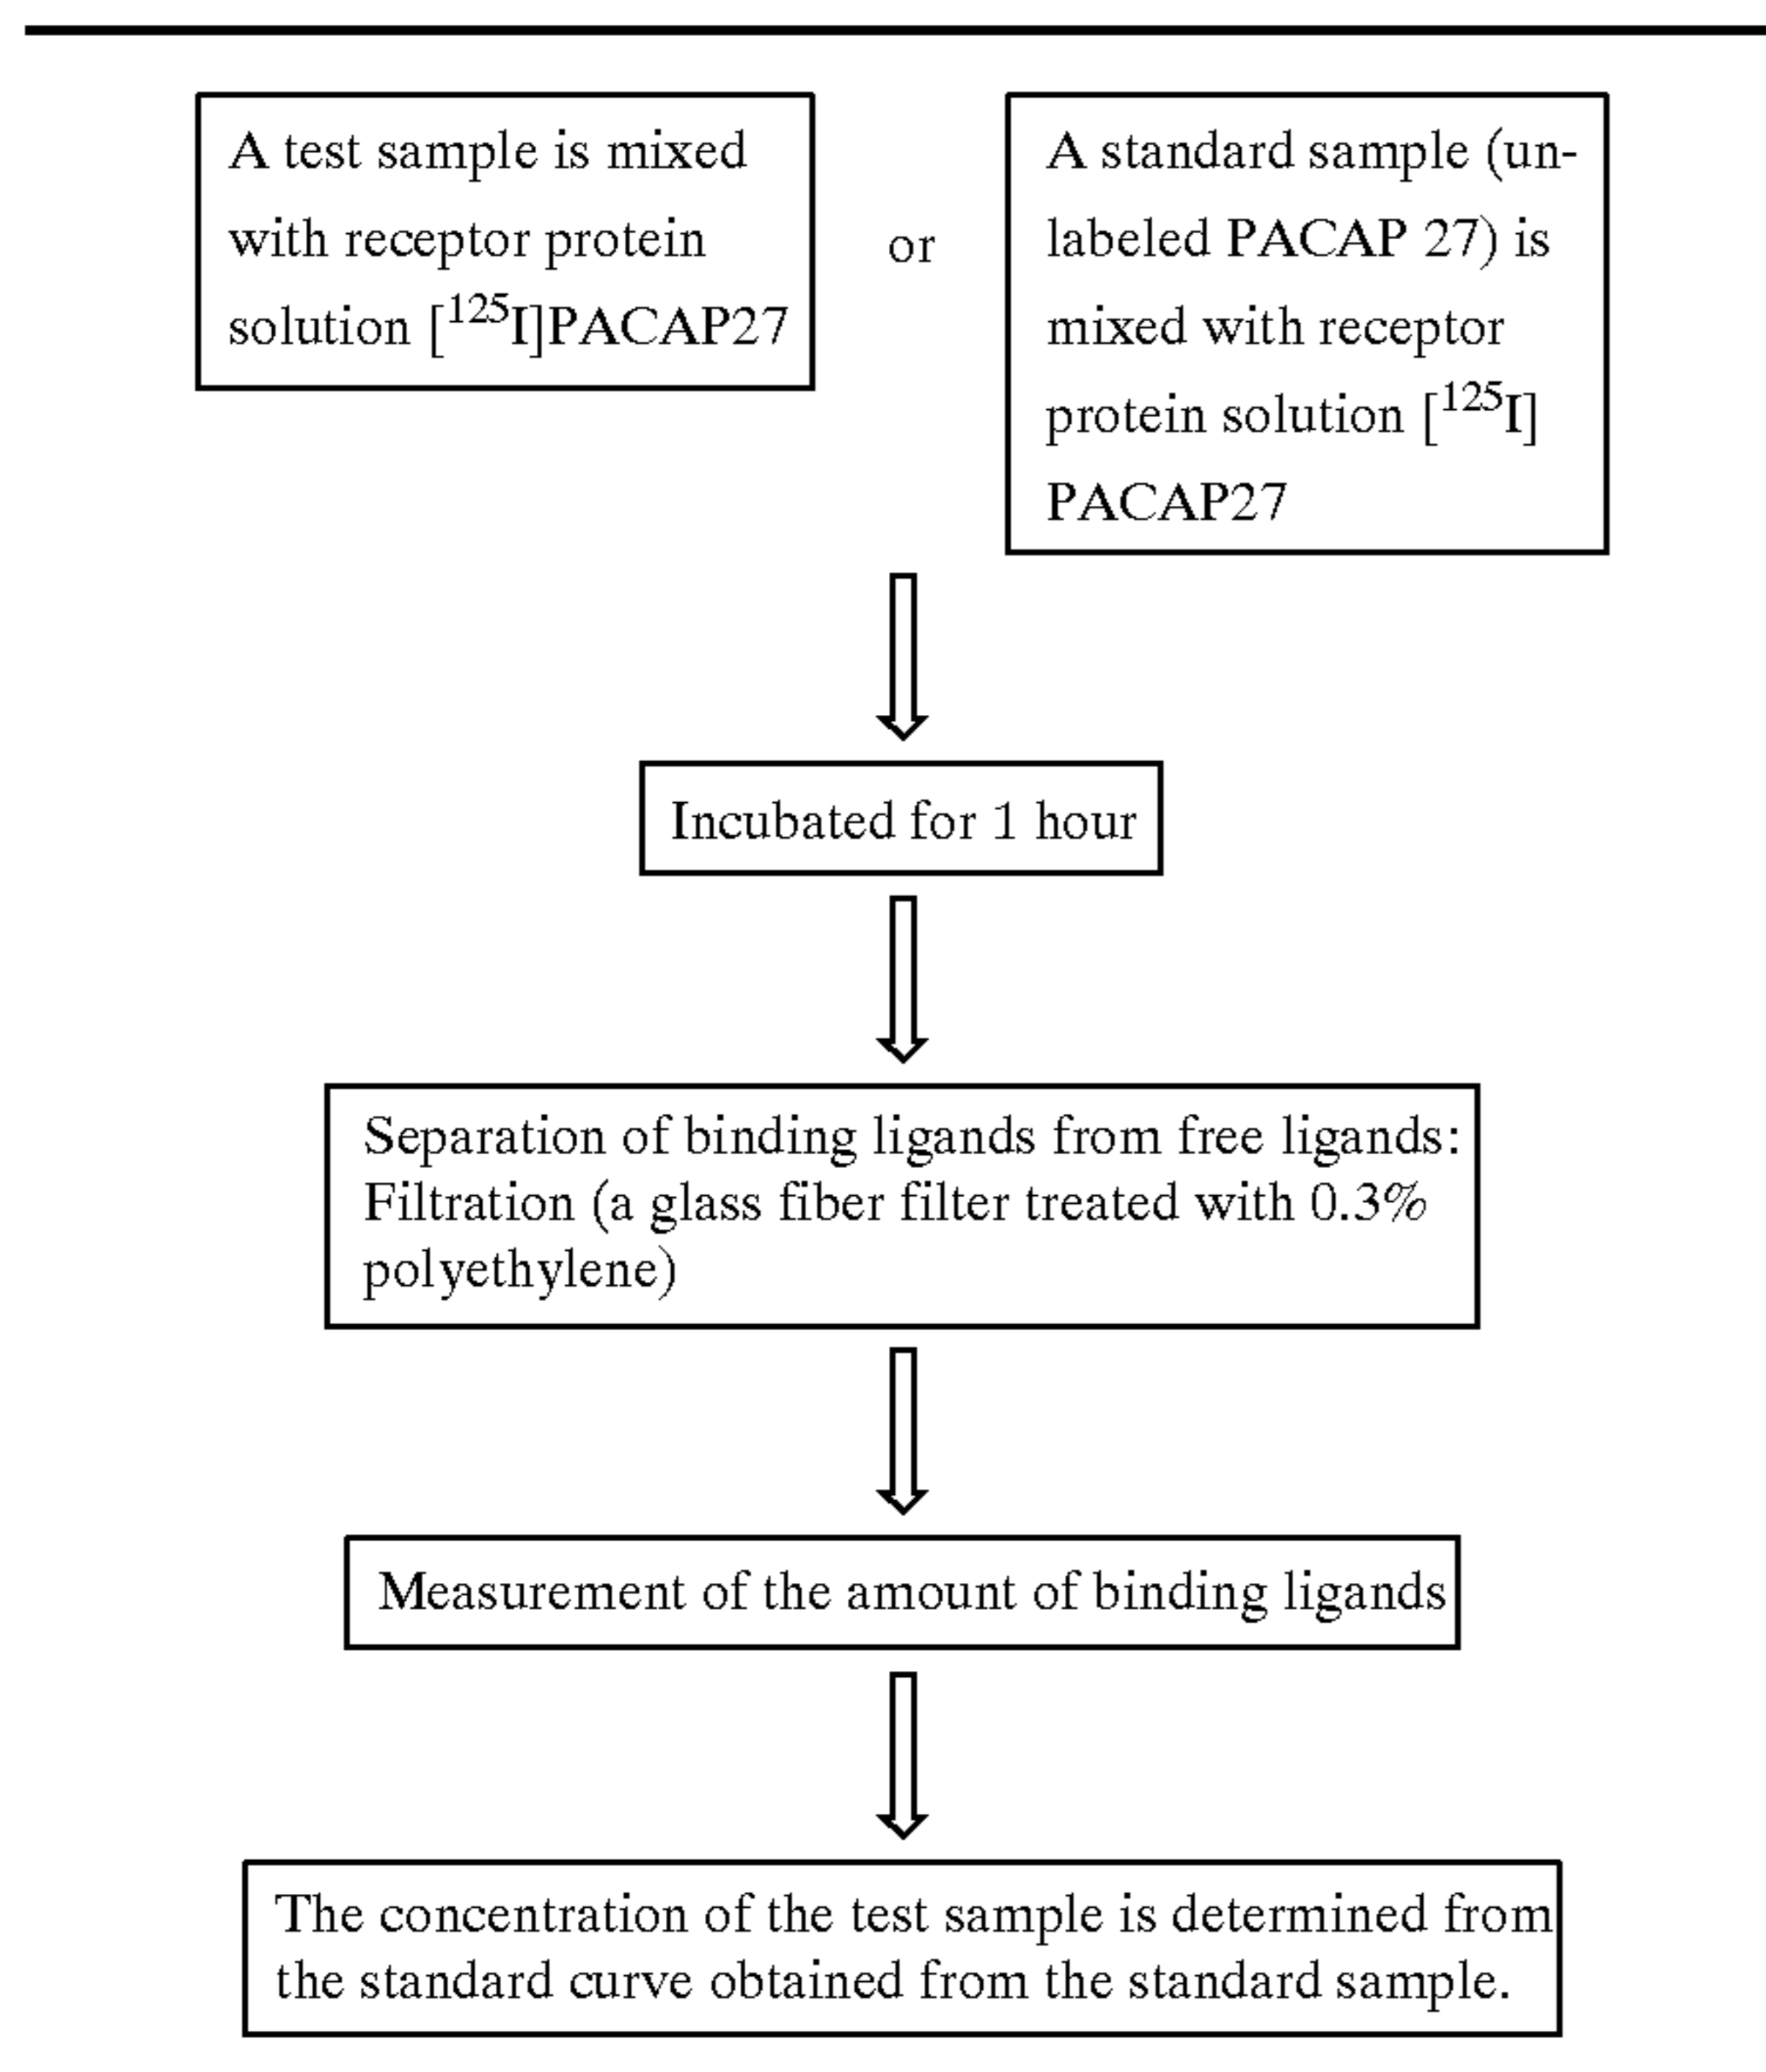 A test sample is mixed
with receptor protein
solution [¹²⁵I]PACAP27
or
A standard sample (un-
labeled PACAP 27) is
mixed with receptor
protein solution [¹²⁵I]
PACAP27
Incubated for 1 hour
Separation of binding ligands from free ligands:
Filtration (a glass fiber filter treated with 0.3%
polyethylene)
Measurement of the amount of binding ligands
The concentration of the test sample is determined from
the standard curve obtained from the standard sample.